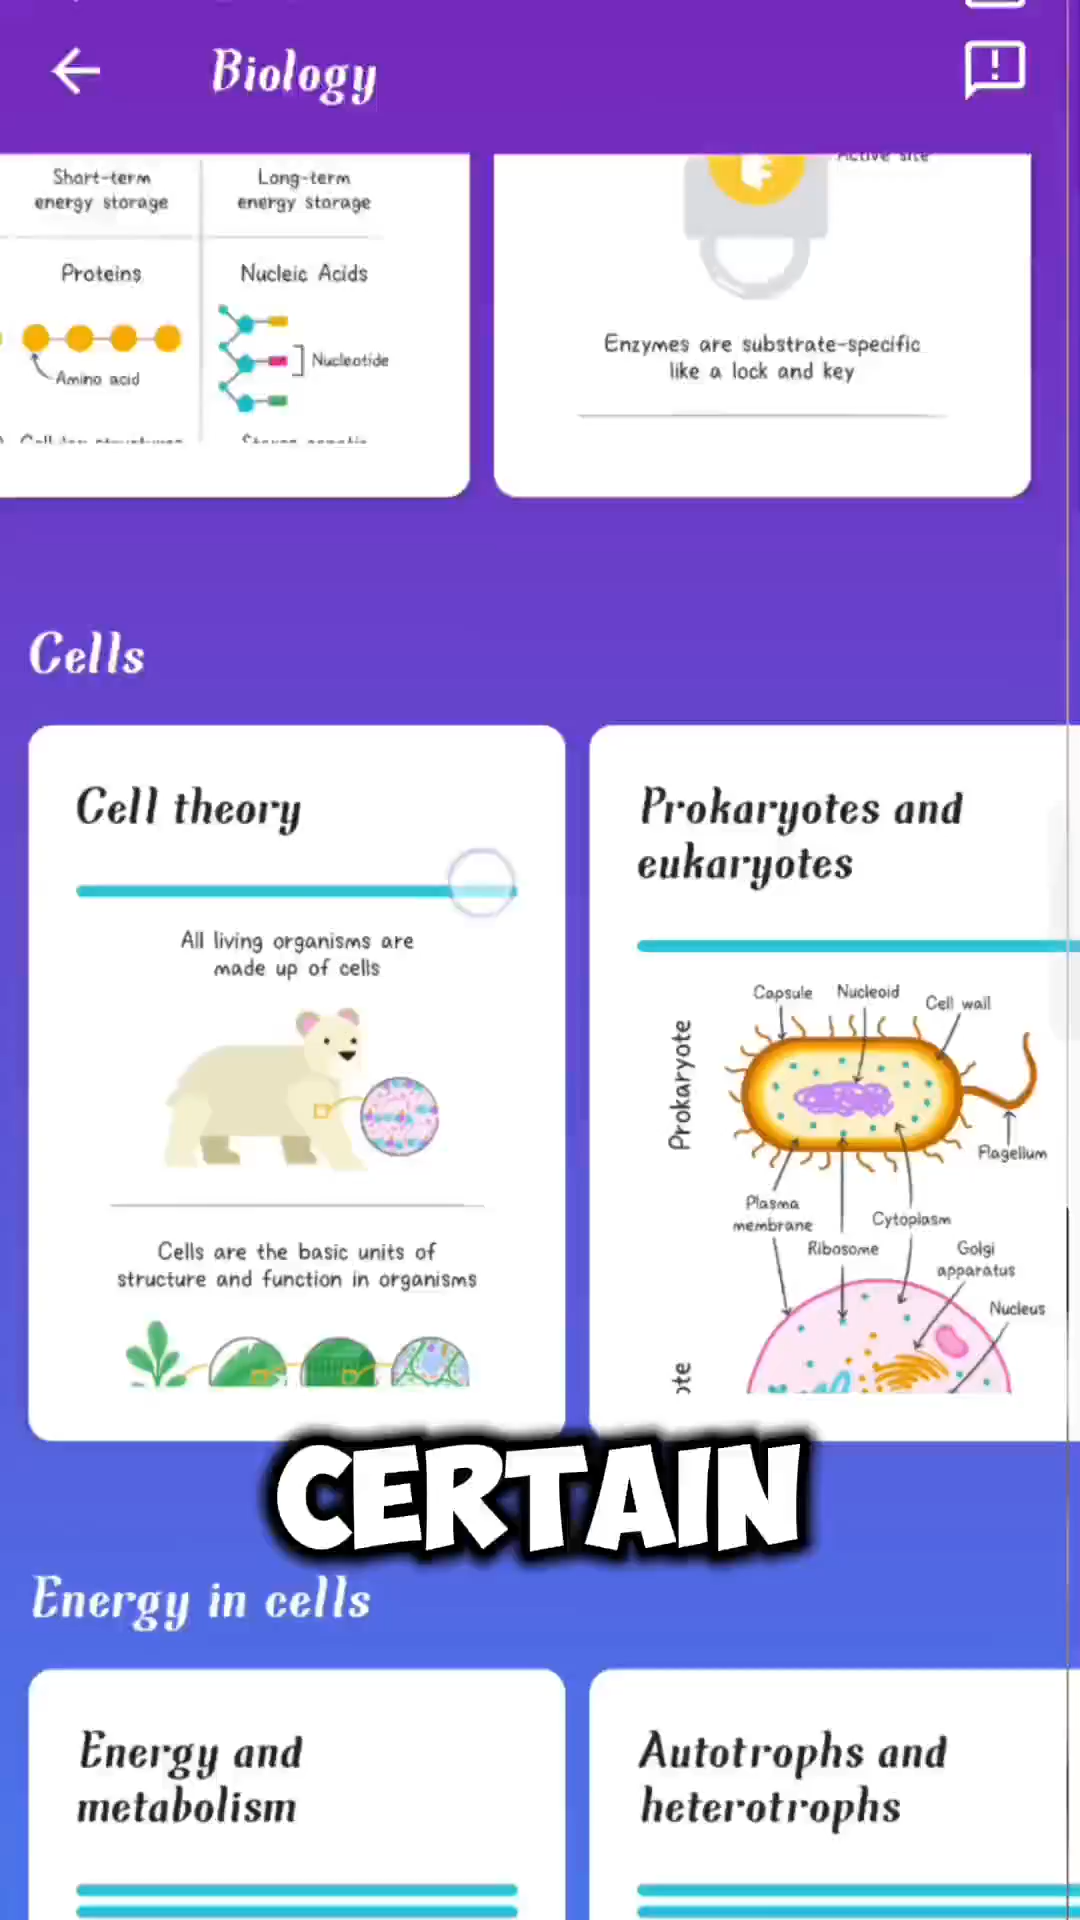 Biology
Short-term
energy storage
Long-term
energy storage
Proteins
Nucleic Acids
Nucleotide
Amino acid
Active site
Enzymes are substrate-specific
like a lock and key
Cells
Cell theory
All living organisms are
made up of cells
Cells are the basic units of
structure and function in organisms
Prokaryotes and
eukaryotes
Capsule
Nucleoid
Cell wall
Prokaryote
Flagellum
Plasma
membrane
Cytoplasm
Ribosome
Golgi
apparatus
Nucleus
CERTAIN
Energy in cells
Energy and
metabolism
Autotrophs and
heterotrophs